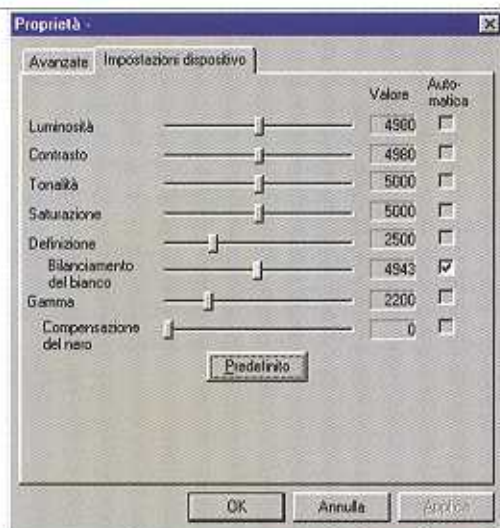 Proprietà -
Avanzate Impostazioni dispositivo
Valore Auto-
matica
Luminosità 4980
Contrasto 4980
Tonalità 5000
Saturazione 5000
Definizione 2500
Bilanciamento
del bianco 4943
Gamma 2200
Compensazione
del nero 0
Predefinito
OK Annulla Applica